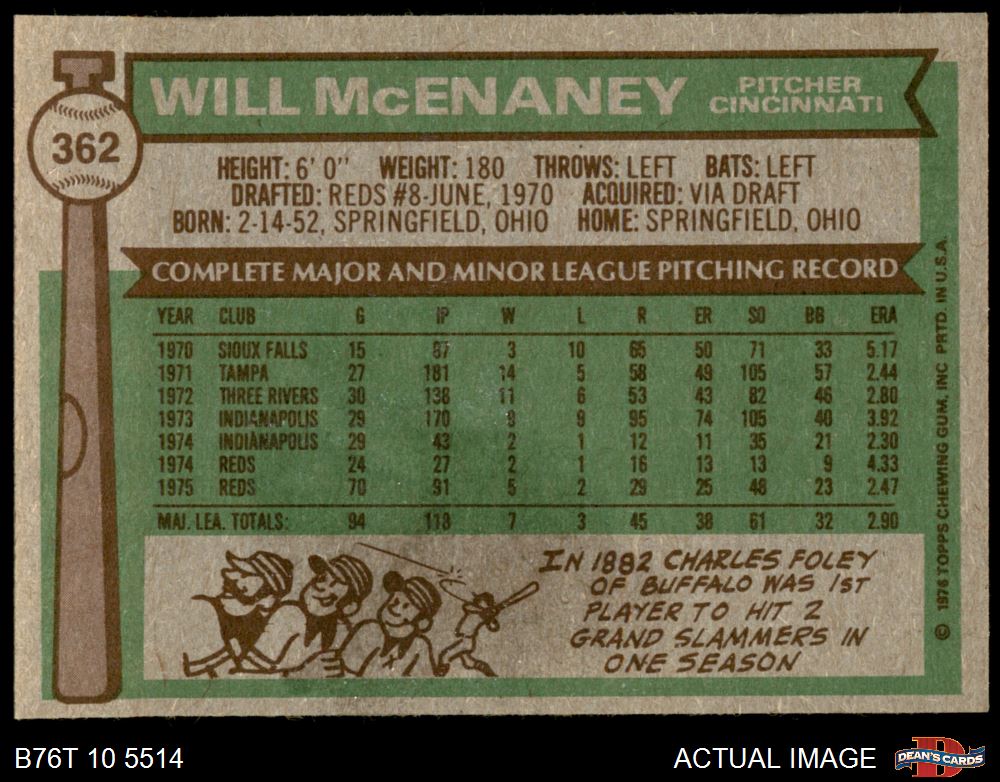 WILL McENANEY
PITCHER
CINCINNATI
362
HEIGHT: 6' 0" WEIGHT: 180 THROWS: LEFT BATS: LEFT
DRAFTED: REDS #8-JUNE, 1970 ACQUIRED: VIA DRAFT
BORN: 2-14-52, SPRINGFIELD, OHIO HOME: SPRINGFIELD, OHIO
COMPLETE MAJOR AND MINOR LEAGUE PITCHING RECORD
YEAR CLUB G IP W L R ER SO BB ERA
1970 SIOUX FALLS 15 87 3 10 65 50 71 33 5.17
1971 TAMPA 27 181 14 5 58 49 105 57 2.44
1972 THREE RIVERS 30 138 11 6 53 43 82 46 2.80
1973 INDIANAPOLIS 29 170 9 9 95 74 105 40 3.92
1974 INDIANAPOLIS 29 43 2 1 12 11 35 21 2.30
1974 REDS 24 27 2 1 16 13 13 9 4.33
1975 REDS 70 91 5 2 29 25 48 23 2.47
MAJ. LEA. TOTALS: 94 118 7 3 45 38 61 32 2.90
IN 1882 CHARLES FOLEY
OF BUFFALO WAS 1ST
PLAYER TO HIT 2
GRAND SLAMMERS IN
ONE SEASON
© 1976 TOPPS CHEWING GUM, INC PRTD. IN U.S.A.
B76T 10 5514
ACTUAL IMAGE
D
DEAN'S CARDS